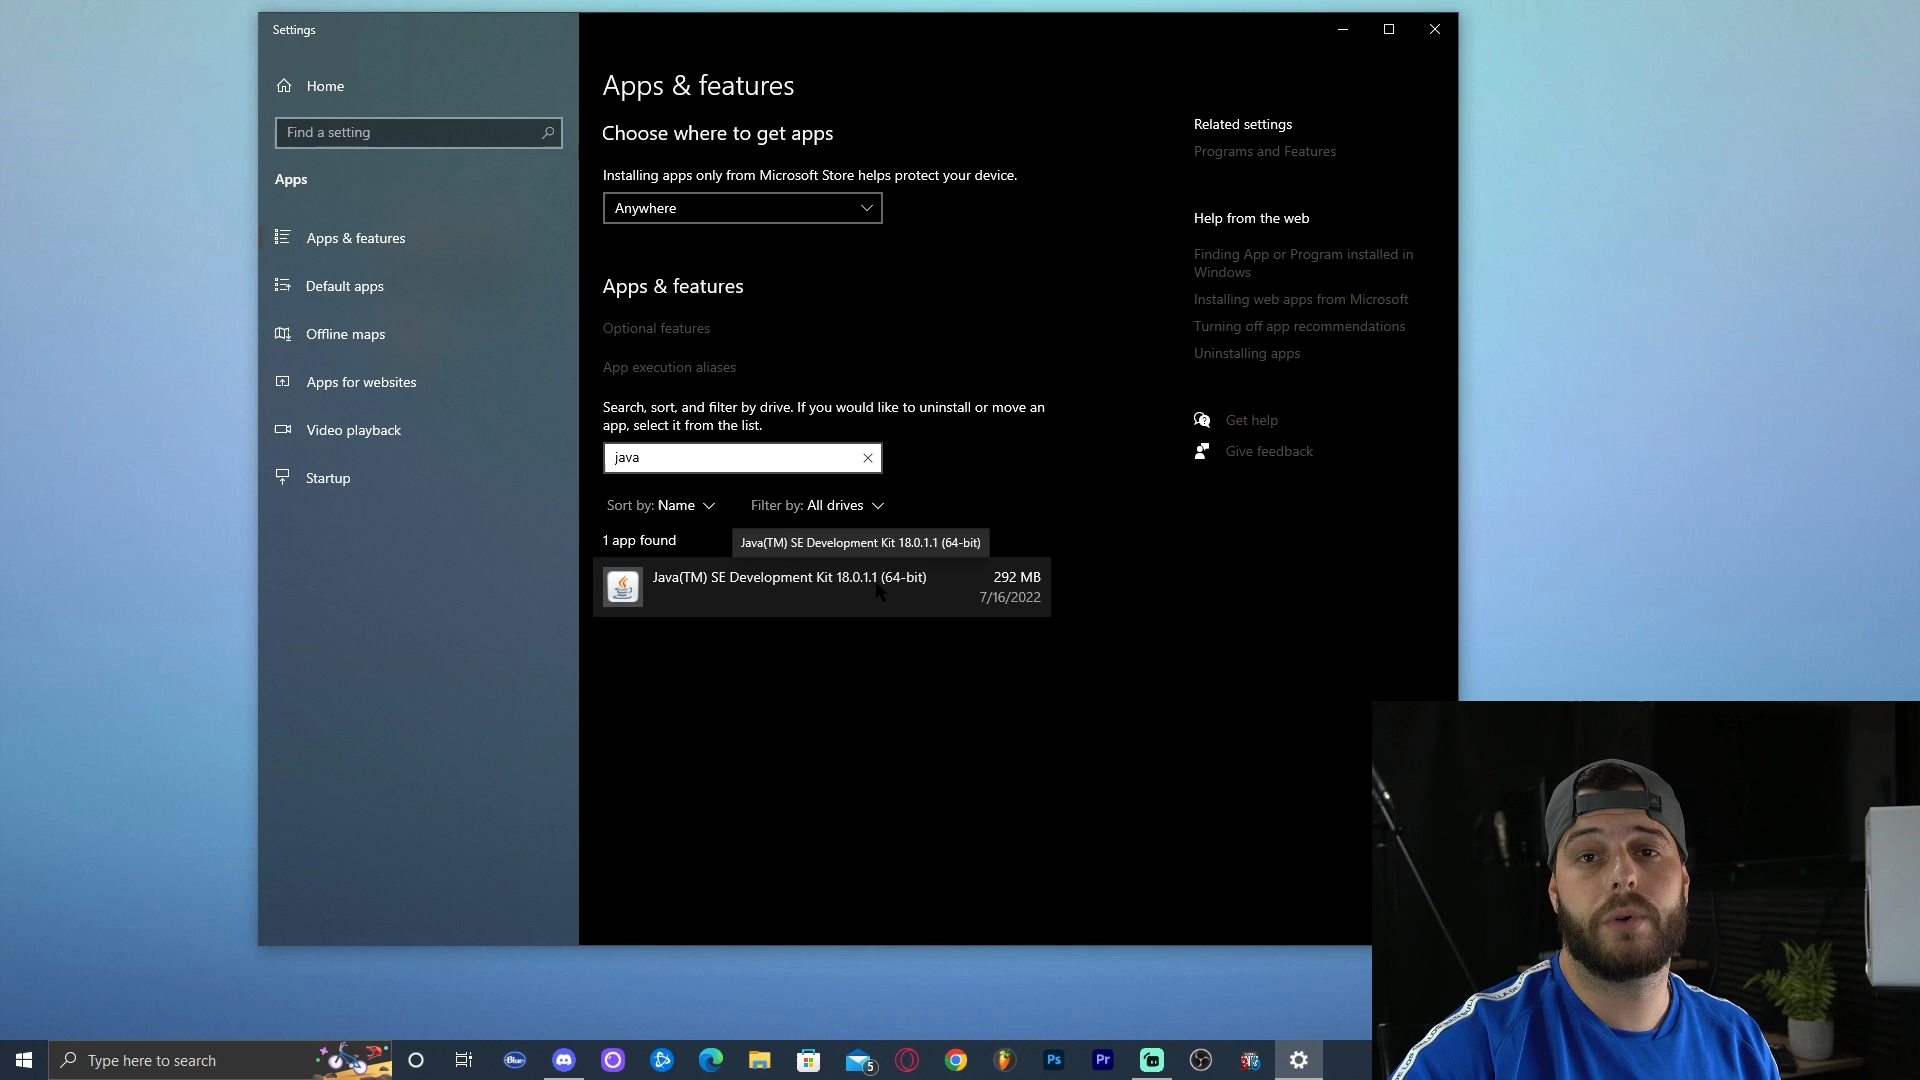 Settings
Home
Find a setting
Apps
Apps & features
Default apps
Offline maps
Apps for websites
Video playback
Startup
Apps & features
Choose where to get apps
Installing apps only from Microsoft Store helps protect your device.
Anywhere
Apps & features
Optional features
App execution aliases
Search, sort, and filter by drive. If you would like to uninstall or move an
app, select it from the list.
java
Sort by: Name
Filter by: All drives
1 app found
Java(TM) SE Development Kit 18.0.1.1 (64-bit)
Java(TM) SE Development Kit 18.0.1.1 (64-bit)
292 MB
7/16/2022
Related settings
Programs and Features
Help from the web
Finding App or Program installed in
Windows
Installing web apps from Microsoft
Turning off app recommendations
Uninstalling apps
Get help
Give feedback
Type here to search
Blue
5
Ps
Pr